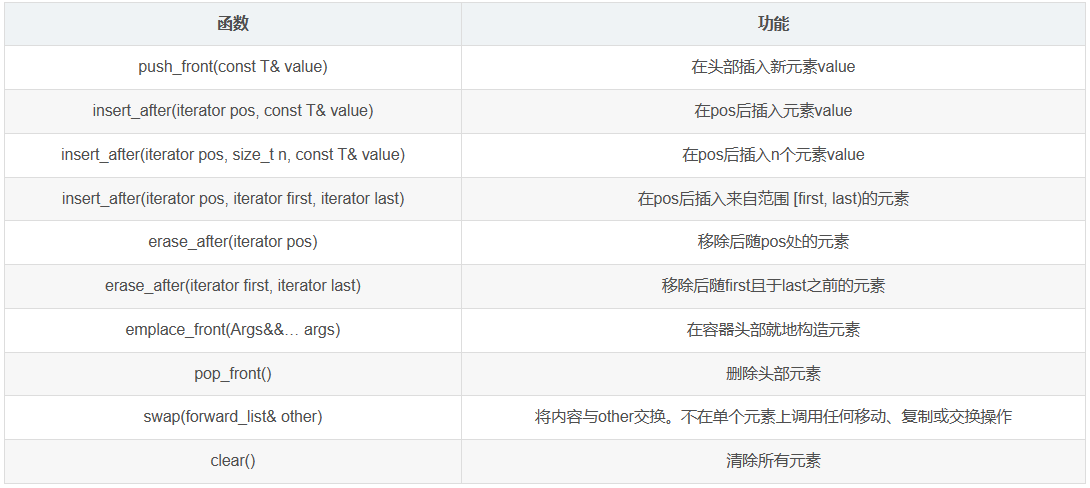 函数 功能
push_front(const T& value) 在头部插入新元素value
insert_after(iterator pos, const T& value) 在pos后插入元素value
insert_after(iterator pos, size_t n, const T& value) 在pos后插入n个元素value
insert_after(iterator pos, iterator first, iterator last) 在pos后插入来自范围 [first, last)的元素
erase_after(iterator pos) 移除后随pos处的元素
erase_after(iterator first, iterator last) 移除后随first且于last之前的元素
emplace_front(Args&&… args) 在容器头部就地构造元素
pop_front() 删除头部元素
swap(forward_list& other) 将内容与other交换。不在单个元素上调用任何移动、复制或交换操作
clear() 清除所有元素